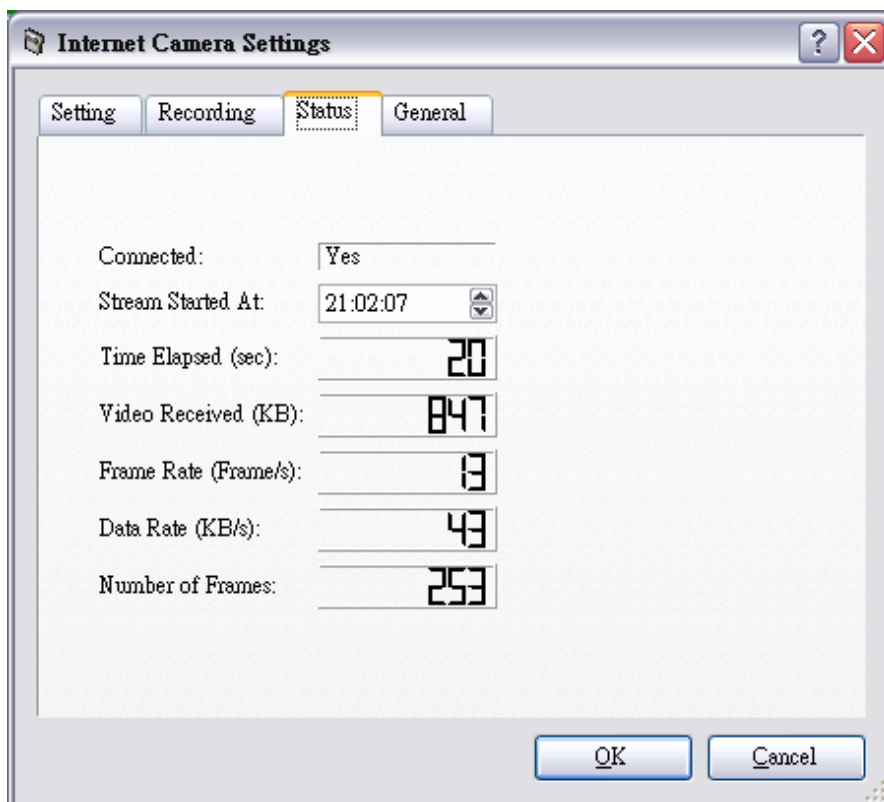 Internet Camera Settings
Setting Recording Status General
Connected: Yes
Stream Started At: 21:02:07
Time Elapsed (sec): 20
Video Received (KB): 847
Frame Rate (Frame/s): 13
Data Rate (KB/s): 43
Number of Frames: 253
OK Cancel